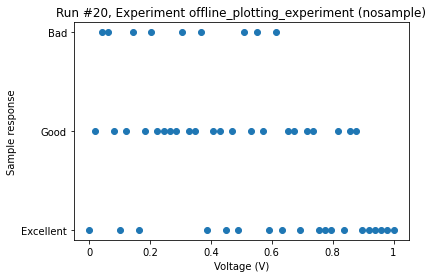 Run #20, Experiment offline_plotting_experiment (nosample)
Bad
Good
Excellent
Sample response
0 0.2 0.4 0.6 0.8 1
Voltage (V)